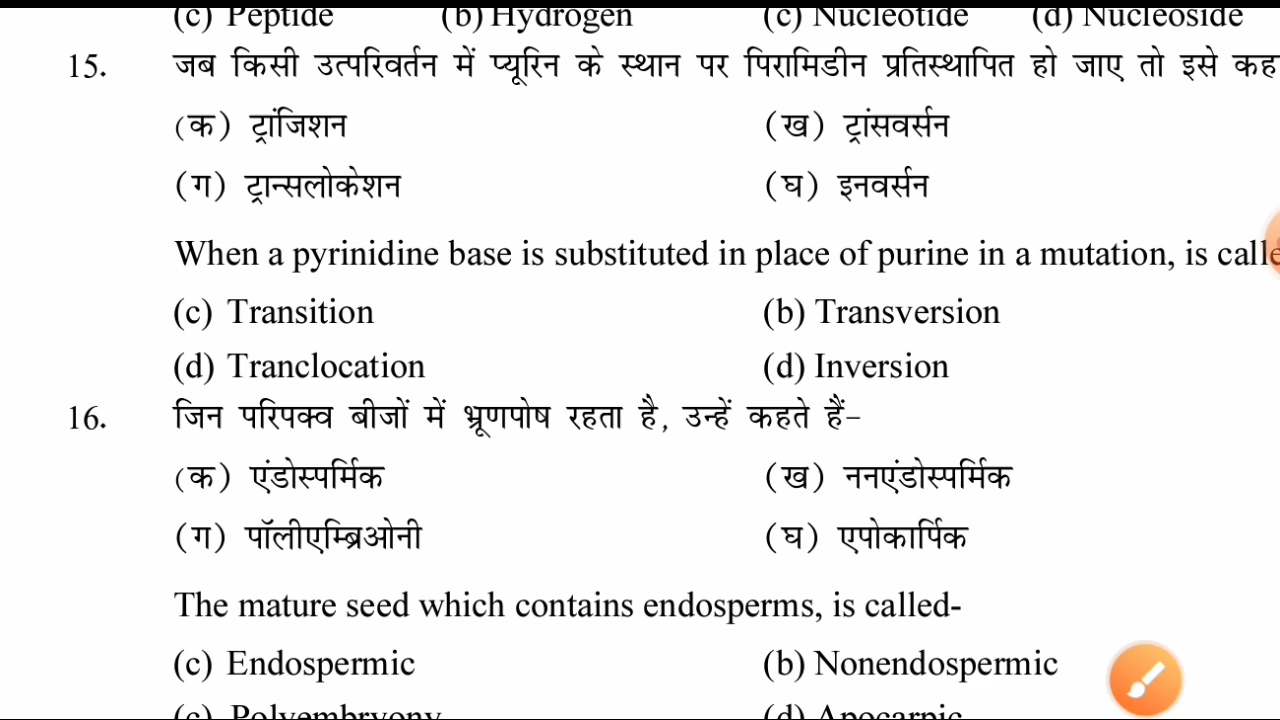 (c) Peptide (b) Hydrogen (c) Nucleotide (d) Nucleoside
15. जब किसी उत्परिवर्तन में प्यूरिन के स्थान पर पिरामिडीन प्रतिस्थापित हो जाए तो इसे कह
(क) ट्रांजिशन (ख) ट्रांसवर्सन
(ग) ट्रान्सलोकेशन (घ) इनवर्सन
When a pyrinidine base is substituted in place of purine in a mutation, is calle
(c) Transition (b) Transversion
(d) Tranclocation (d) Inversion
16. जिन परिपक्व बीजों में भ्रूणपोष रहता है, उन्हें कहते हैं–
(क) एंडोस्पर्मिक (ख) ननएंडोस्पर्मिक
(ग) पॉलीएम्ब्रिओनी (घ) एपोकार्पिक
The mature seed which contains endosperms, is called-
(c) Endospermic (b) Nonendospermic
(c) Polyembryony (d) Apocarpic